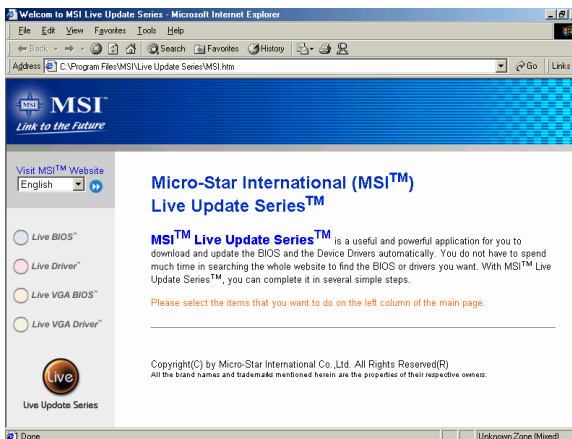 Welcom to MSI Live Update Series - Microsoft Internet Explorer
File Edit View Favorites Tools Help
Back Search Favorites History
Address C:\Program Files\MSI\Live Update Series\MSI.htm Go Links
MSI MSI
Link to the Future
Visit MSI™ Website
English
Live BIOS™
Live Driver™
Live VGA BIOS™
Live VGA Driver™
Live
Live Update Series
Micro-Star International (MSI™)
Live Update Series™
MSI™ Live Update Series™ is a useful and powerful application for you to
download and update the BIOS and the Device Drivers automatically. You do not have to spend
much time in searching the whole website to find the BIOS or drivers you want. With MSI™ Live
Update Series™, you can complete it in several simple steps.
Please select the items that you want to do on the left column of the main page.
Copyright(C) by Micro-Star International Co.,Ltd. All Rights Reserved(R)
All the brand names and trademarks mentioned herein are the properties of their respective owners.
Done Unknown Zone (Mixed)